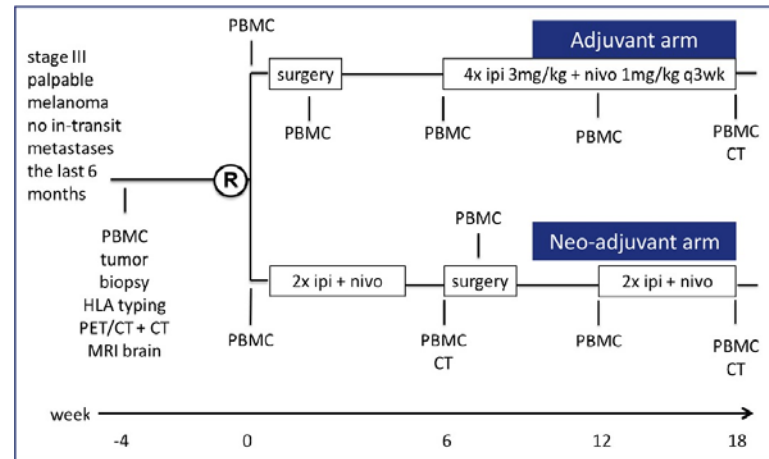 stage III
palpable
melanoma
no in-transit
metastases
the last 6
months
PBMC
tumor
biopsy
HLA typing
PET/CT + CT
MRI brain
R
PBMC
Adjuvant arm
surgery
4x ipi 3mg/kg + nivo 1mg/kg q3wk
PBMC
PBMC
PBMC
PBMC
CT
PBMC
Neo-adjuvant arm
2x ipi + nivo
surgery
2x ipi + nivo
PBMC
PBMC
CT
PBMC
PBMC
CT
week
-4 0 6 12 18